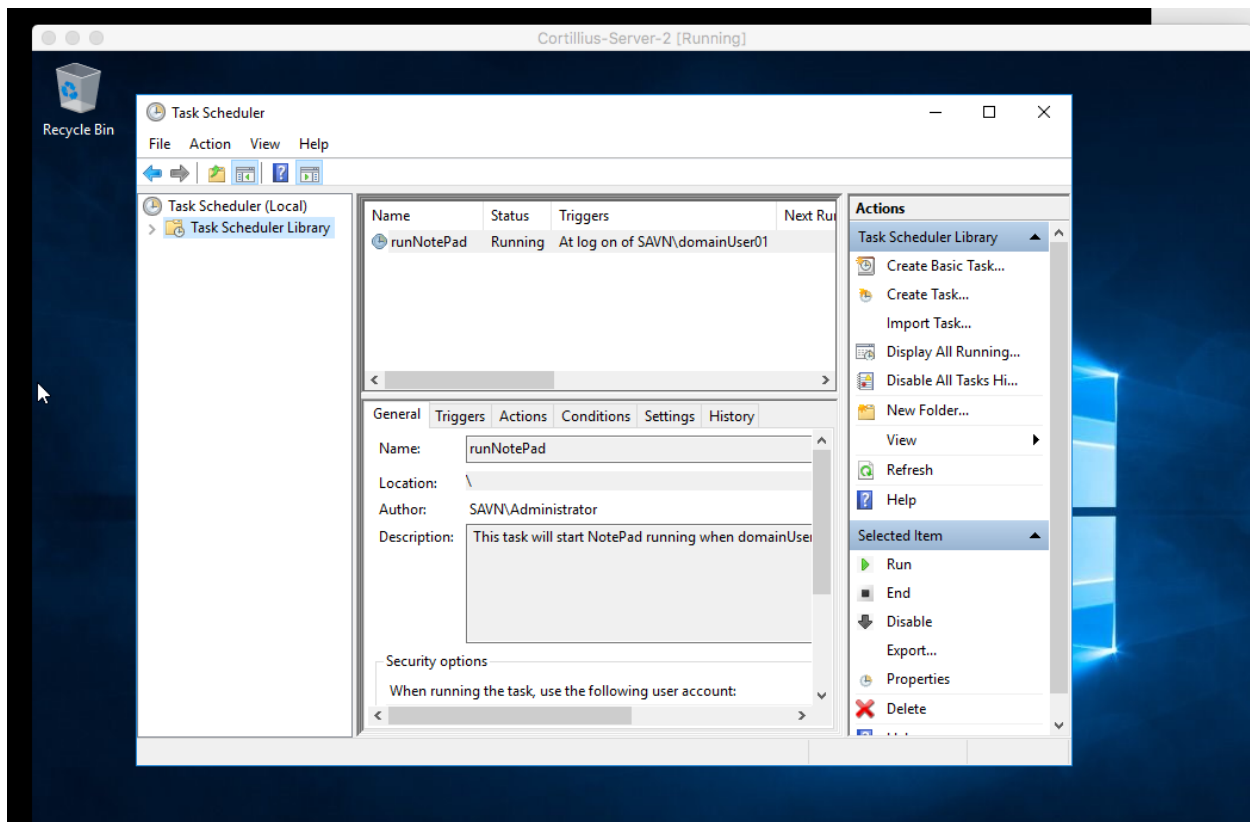 Cortillius-Server-2 [Running]
Recycle Bin
Task Scheduler
File Action View Help
Task Scheduler (Local)
Task Scheduler Library
Name Status Triggers Next Ru
runNotePad Running At log on of SAVN\domainUser01
General Triggers Actions Conditions Settings History
Name: runNotePad
Location: \
Author: SAVN\Administrator
Description: This task will start NotePad running when domainUser
Security options
When running the task, use the following user account:
Actions
Task Scheduler Library
Create Basic Task...
Create Task...
Import Task...
Display All Running...
Disable All Tasks Hi...
New Folder...
View
Refresh
Help
Selected Item
Run
End
Disable
Export...
Properties
Delete